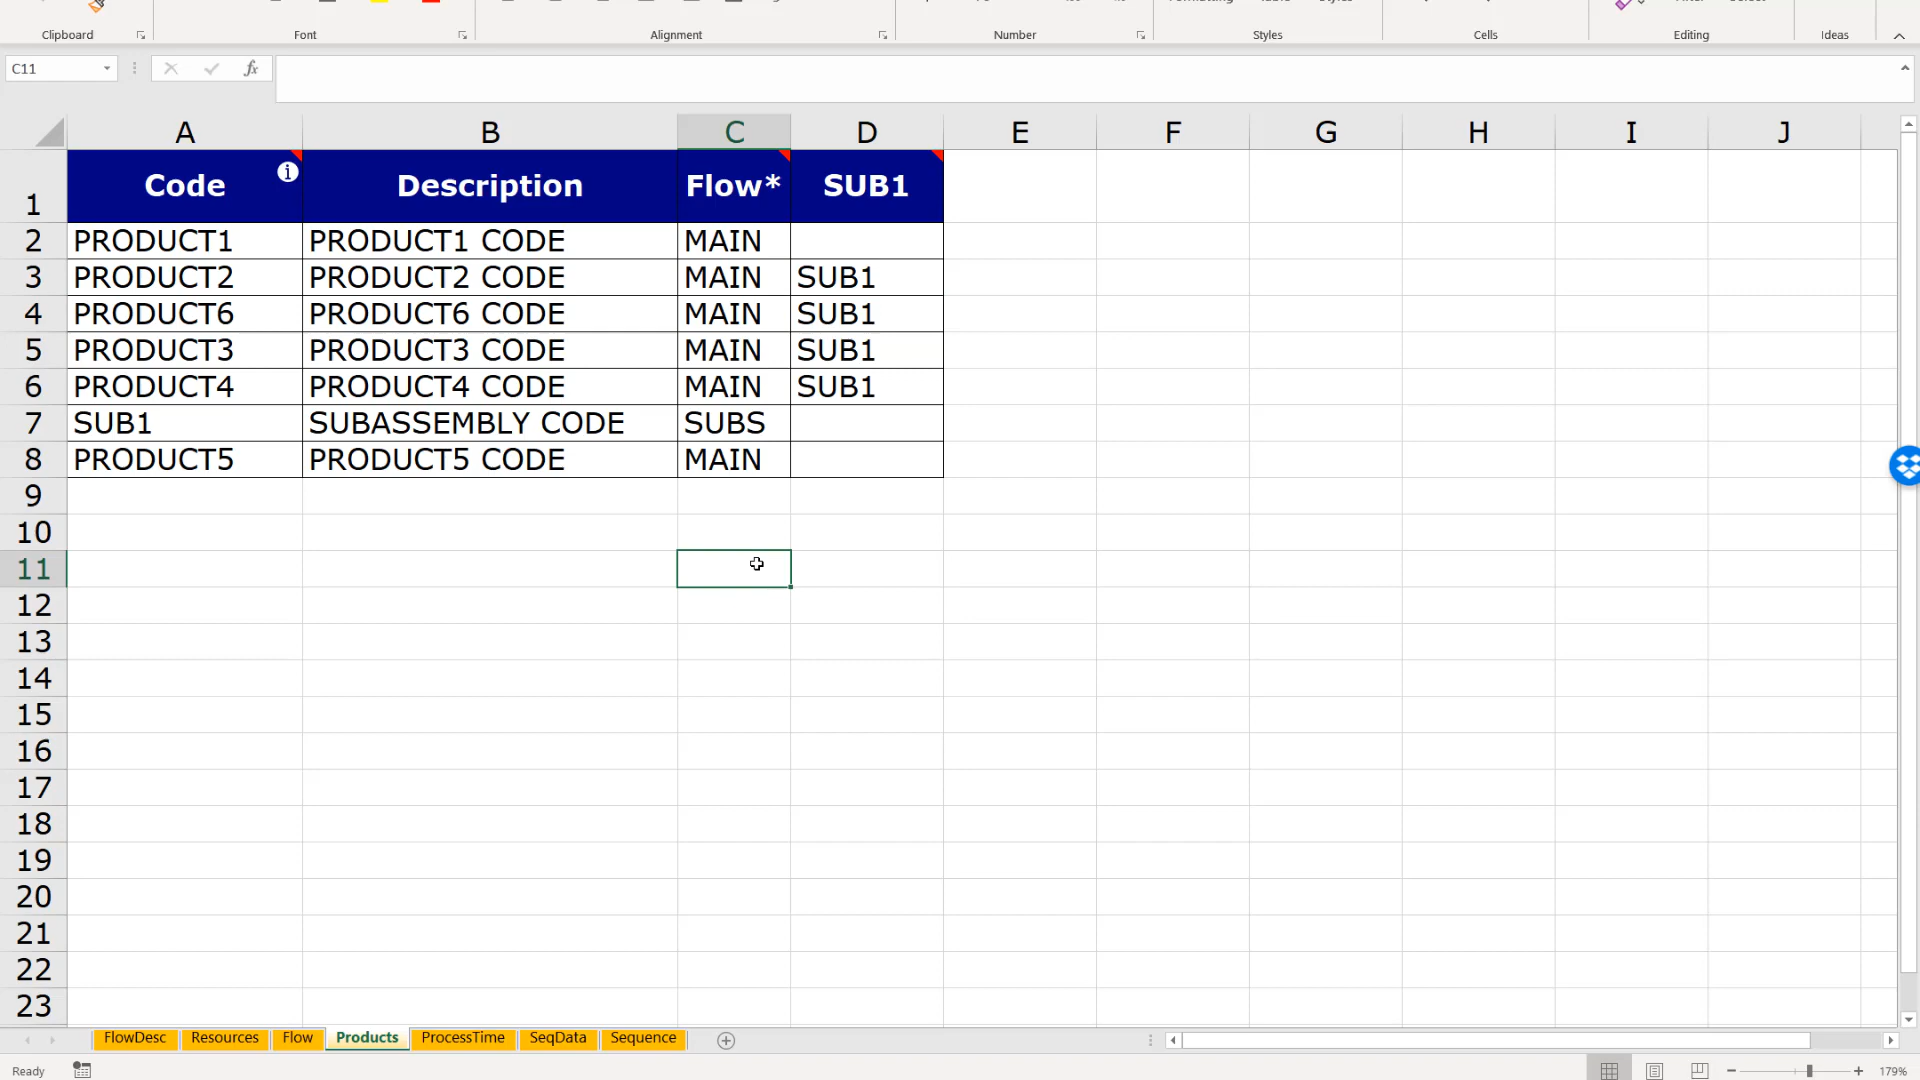 Clipboard Font Alignment Number Styles Cells Editing Ideas
C11 fx
A B C D E F G H I J
1 Code Description Flow* SUB1
2 PRODUCT1 PRODUCT1 CODE MAIN
3 PRODUCT2 PRODUCT2 CODE MAIN SUB1
4 PRODUCT6 PRODUCT6 CODE MAIN SUB1
5 PRODUCT3 PRODUCT3 CODE MAIN SUB1
6 PRODUCT4 PRODUCT4 CODE MAIN SUB1
7 SUB1 SUBASSEMBLY CODE SUBS
8 PRODUCT5 PRODUCT5 CODE MAIN
9
10
11
12
13
14
15
16
17
18
19
20
21
22
23
FlowDesc Resources Flow Products ProcessTime SeqData Sequence
Ready 179%